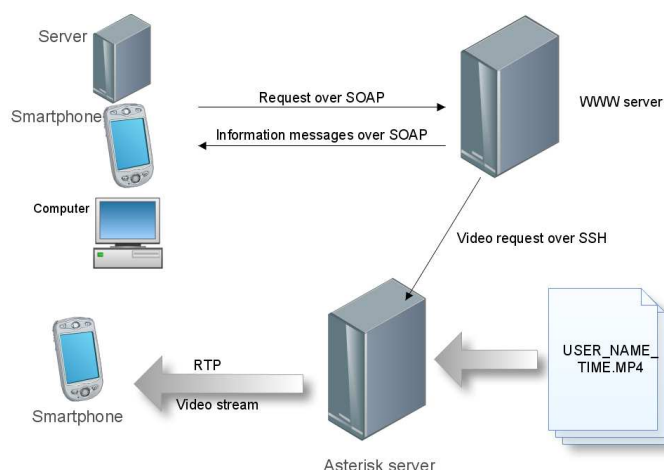 Server
Request over SOAP
WWW server
Smartphone
Information messages over SOAP
Computer
Video request over SSH
USER_NAME_
TIME.MP4
RTP
Video stream
Smartphone
Asterisk server